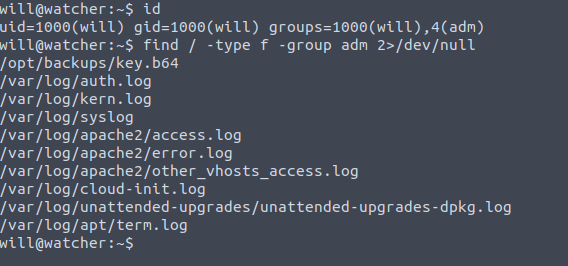 will@watcher:~$ id
uid=1000(will) gid=1000(will) groups=1000(will),4(adm)
will@watcher:~$ find / -type f -group adm 2>/dev/null
/opt/backups/key.b64
/var/log/auth.log
/var/log/kern.log
/var/log/syslog
/var/log/apache2/access.log
/var/log/apache2/error.log
/var/log/apache2/other_vhosts_access.log
/var/log/cloud-init.log
/var/log/unattended-upgrades/unattended-upgrades-dpkg.log
/var/log/apt/term.log
will@watcher:~$